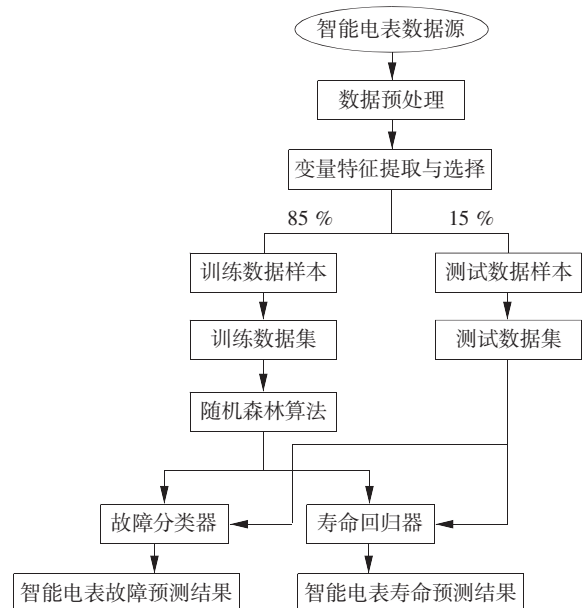 智能电表数据源
数据预处理
变量特征提取与选择
85 %
15 %
训练数据样本
测试数据样本
训练数据集
测试数据集
随机森林算法
故障分类器
寿命回归器
智能电表故障预测结果
智能电表寿命预测结果